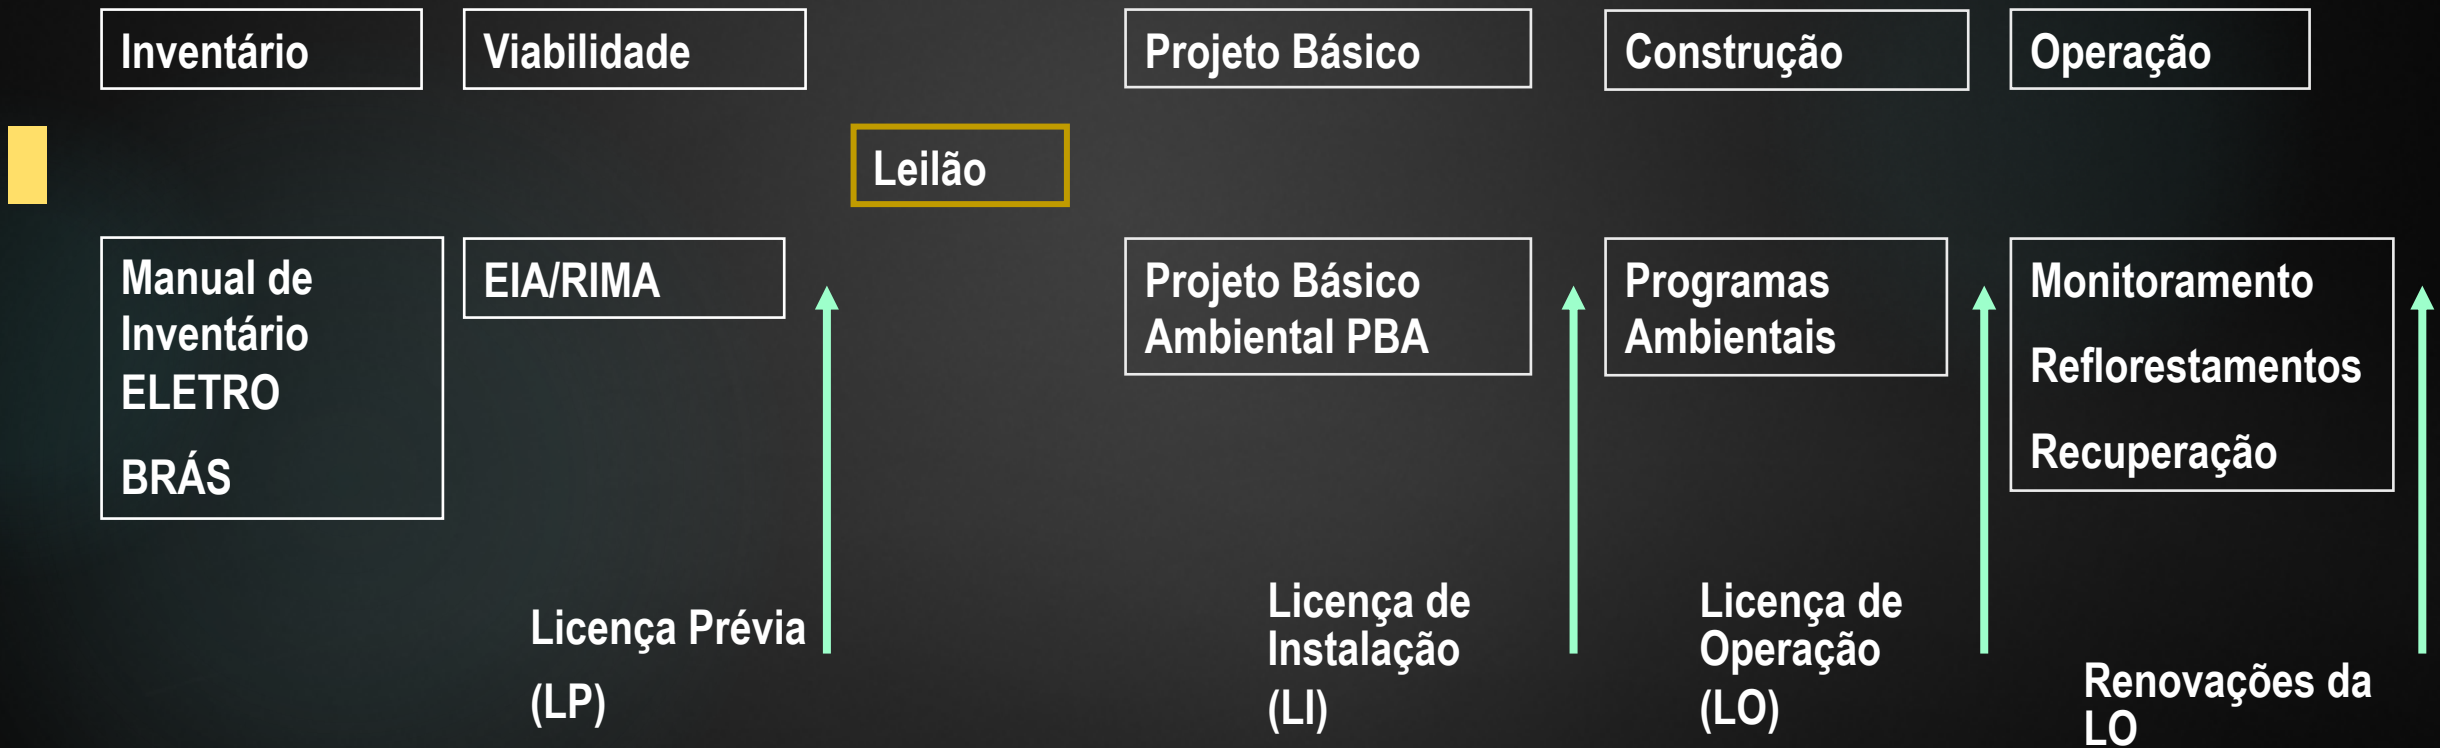 Inventário
Viabilidade
Projeto Básico
Construção
Operação
Leilão
Manual de
Inventário
ELETRO
BRÁS
EIA/RIMA
Projeto Básico
Ambiental PBA
Programas
Ambientais
Monitoramento
Reflorestamentos
Recuperação
Licença Prévia
(LP)
Licença de
Instalação
(LI)
Licença de
Operação
(LO)
Renovações da
LO